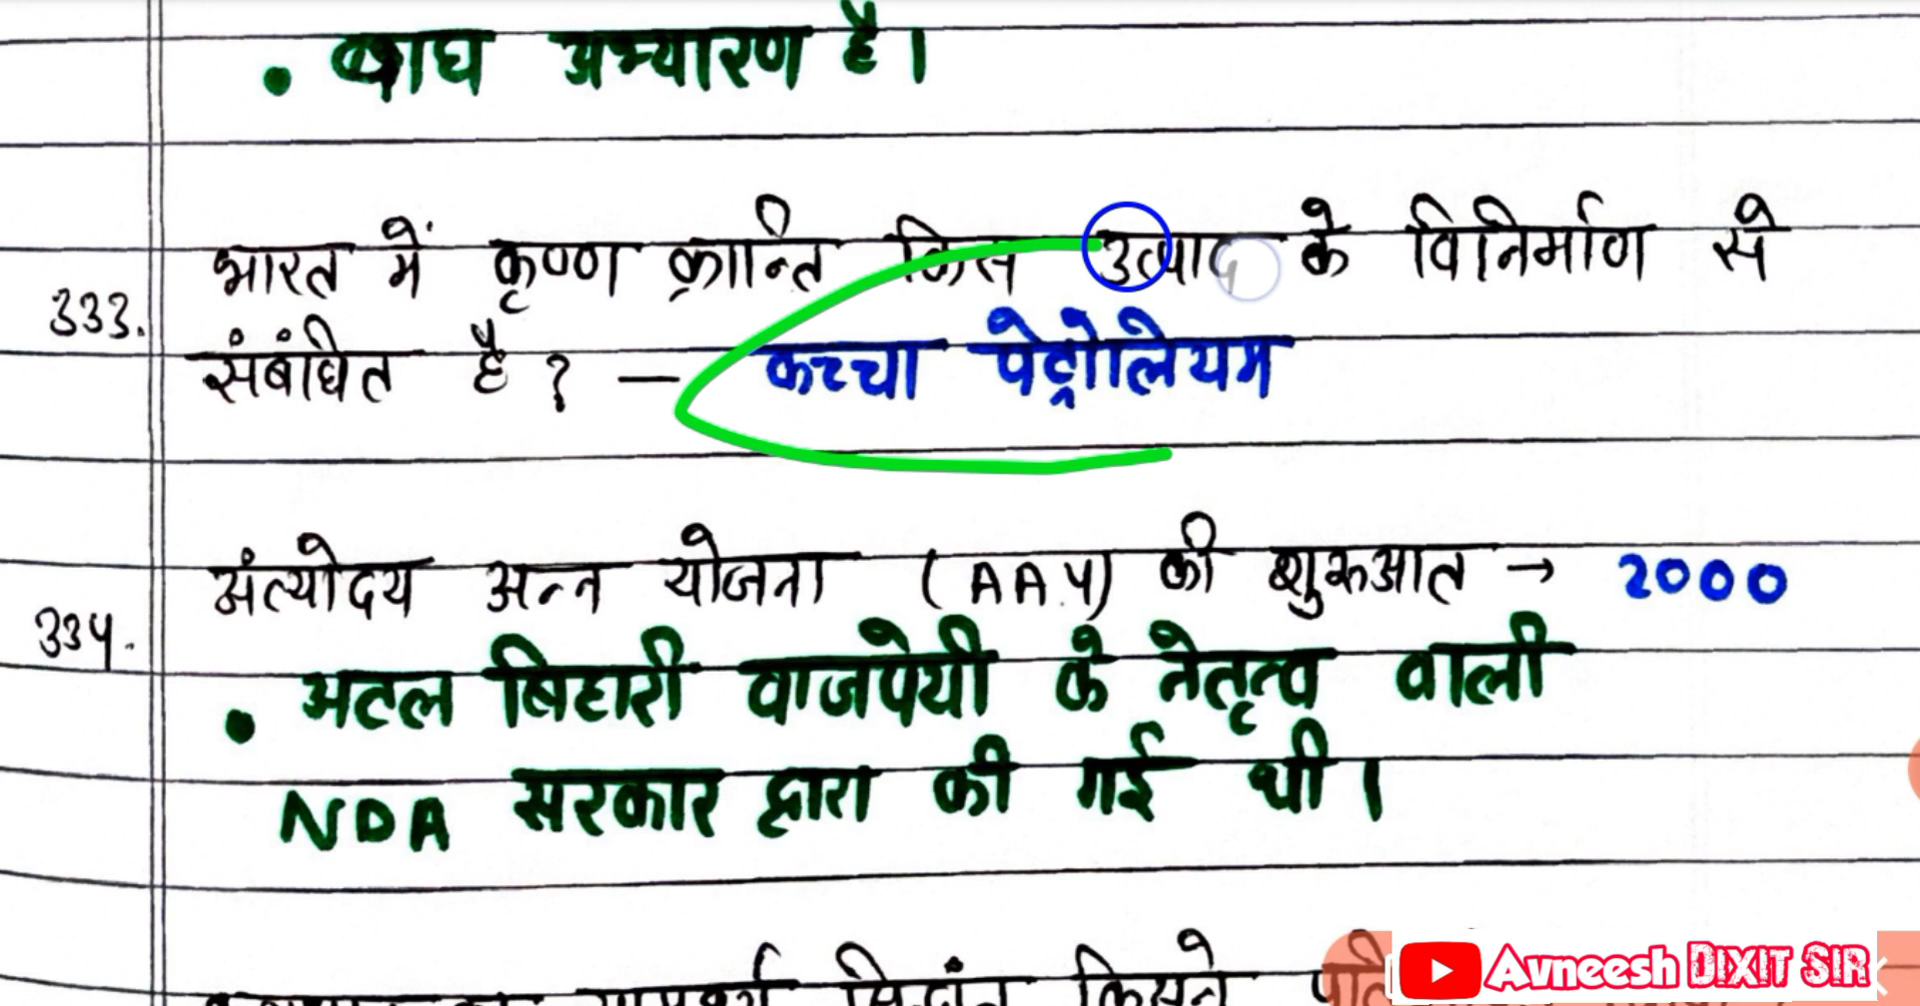 • बाघ अभ्यारण है।
333. भारत में कृष्ण क्रान्ति किस उत्पाद के विनिर्माण से
संबंधित है ? — कच्चा पेट्रोलियम
334. अंत्योदय अन्न योजना (AAY) की शुरुआत → 2000
• अटल बिहारी वाजपेयी के नेतृत्व वाली
NDA सरकार द्वारा की गई थी।
सिद्धांत किसने
Avneesh DIXIT SIR